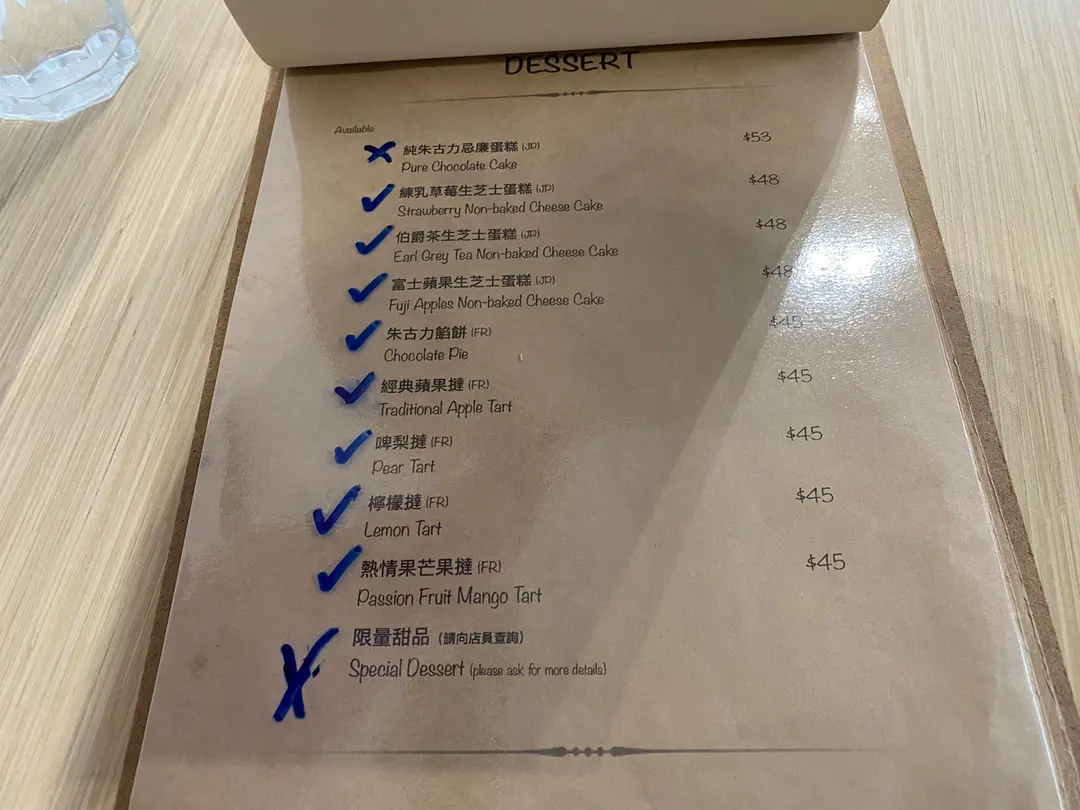 DESSERT
Available
純朱古力忌廉蛋糕 (JP) $53
Pure Chocolate Cake
練乳草莓生芝士蛋糕 (JP) $48
Strawberry Non-baked Cheese Cake
伯爵茶生芝士蛋糕 (JP) $48
Earl Grey Tea Non-baked Cheese Cake
富士蘋果生芝士蛋糕 (JP) $48
Fuji Apples Non-baked Cheese Cake
朱古力餡餅 (FR) $45
Chocolate Pie
經典蘋果撻 (FR) $45
Traditional Apple Tart
啤梨撻 (FR) $45
Pear Tart
檸檬撻 (FR) $45
Lemon Tart
熱情果芒果撻 (FR) $45
Passion Fruit Mango Tart
限量甜品 (請向店員查詢)
Special Dessert (please ask for more details)